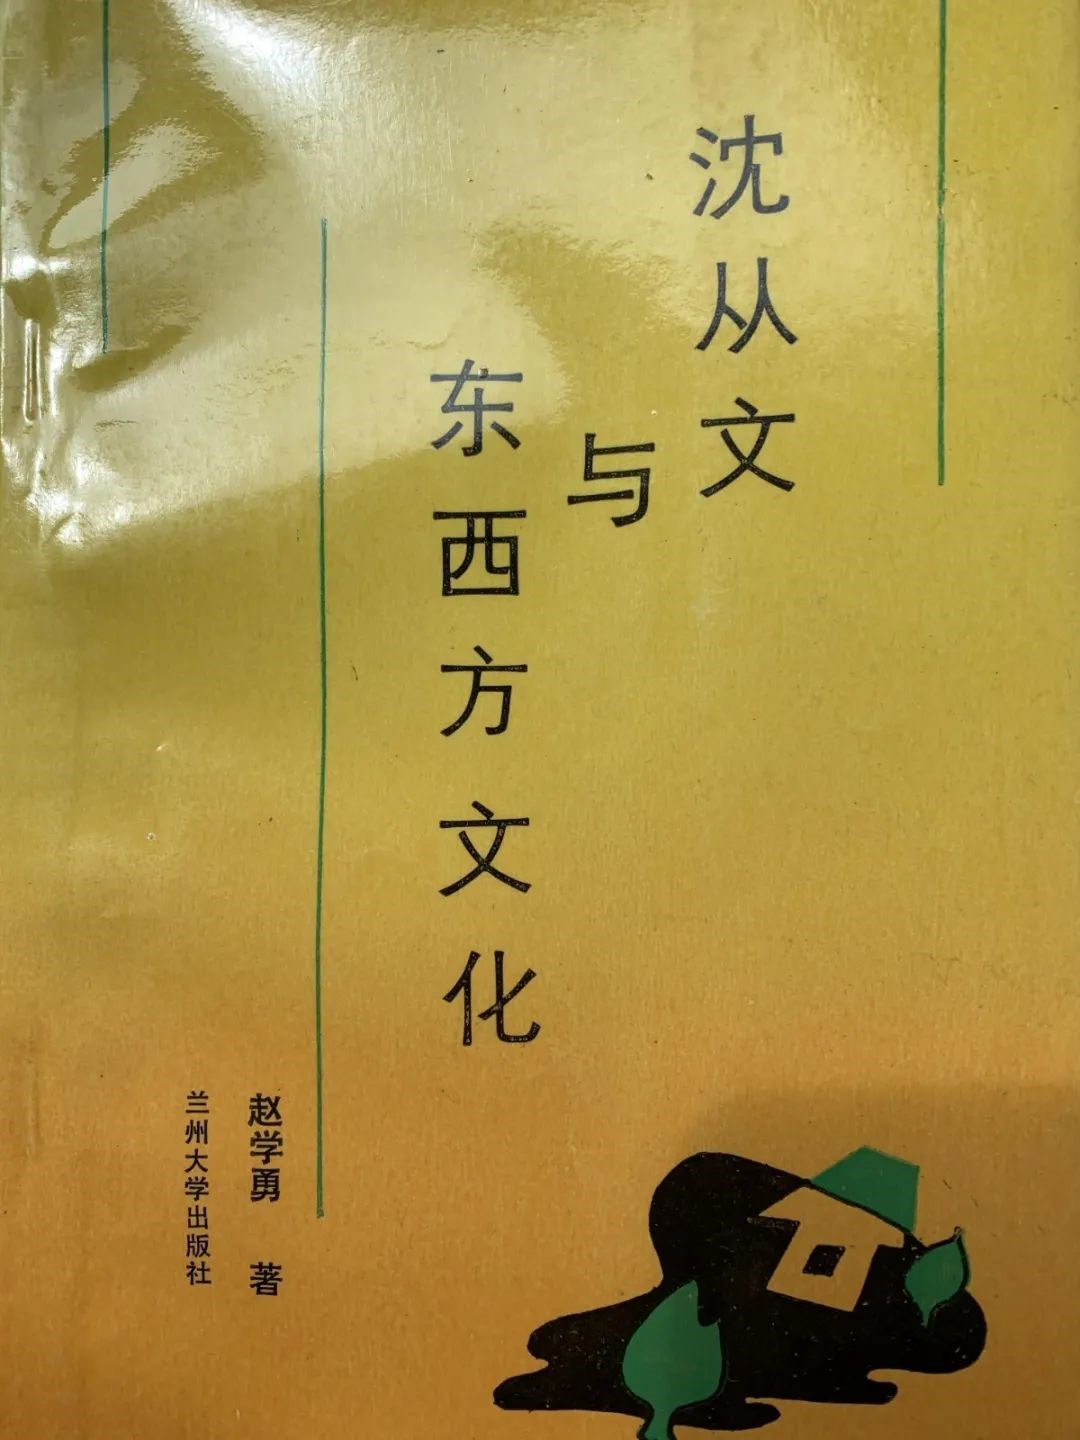 沈从文
与
东西方文化
赵学勇 著
兰州大学出版社